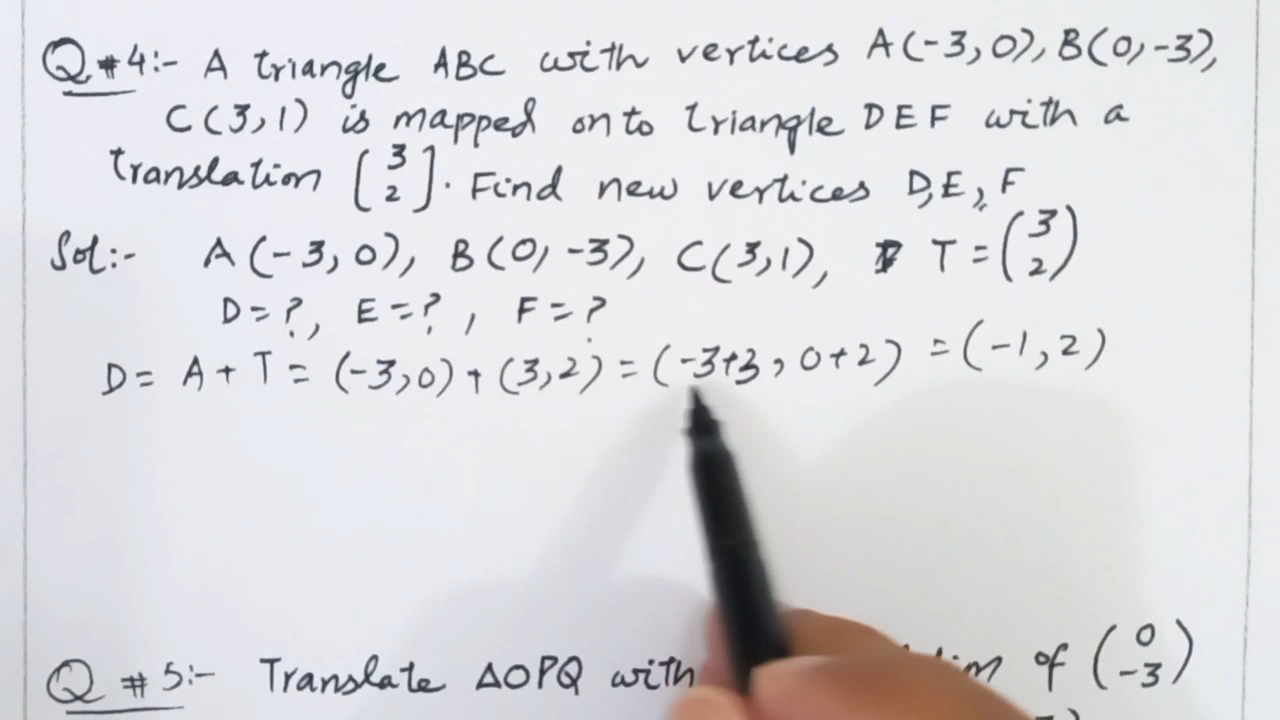 Q#4:- A triangle ABC with vertices A(-3,0), B(0,-3),
C(3,1) is mapped on to triangle DEF with a
translation [3 2]. Find new vertices D,E,F
Sol:- A(-3,0), B(0,-3), C(3,1), T=(3 2)
D=?, E=?, F=?
D= A+T= (-3,0)+(3,2)=(-3+3,0+2) =(-1,2)
Q#5:- Translate ΔOPQ with of (0 -3)